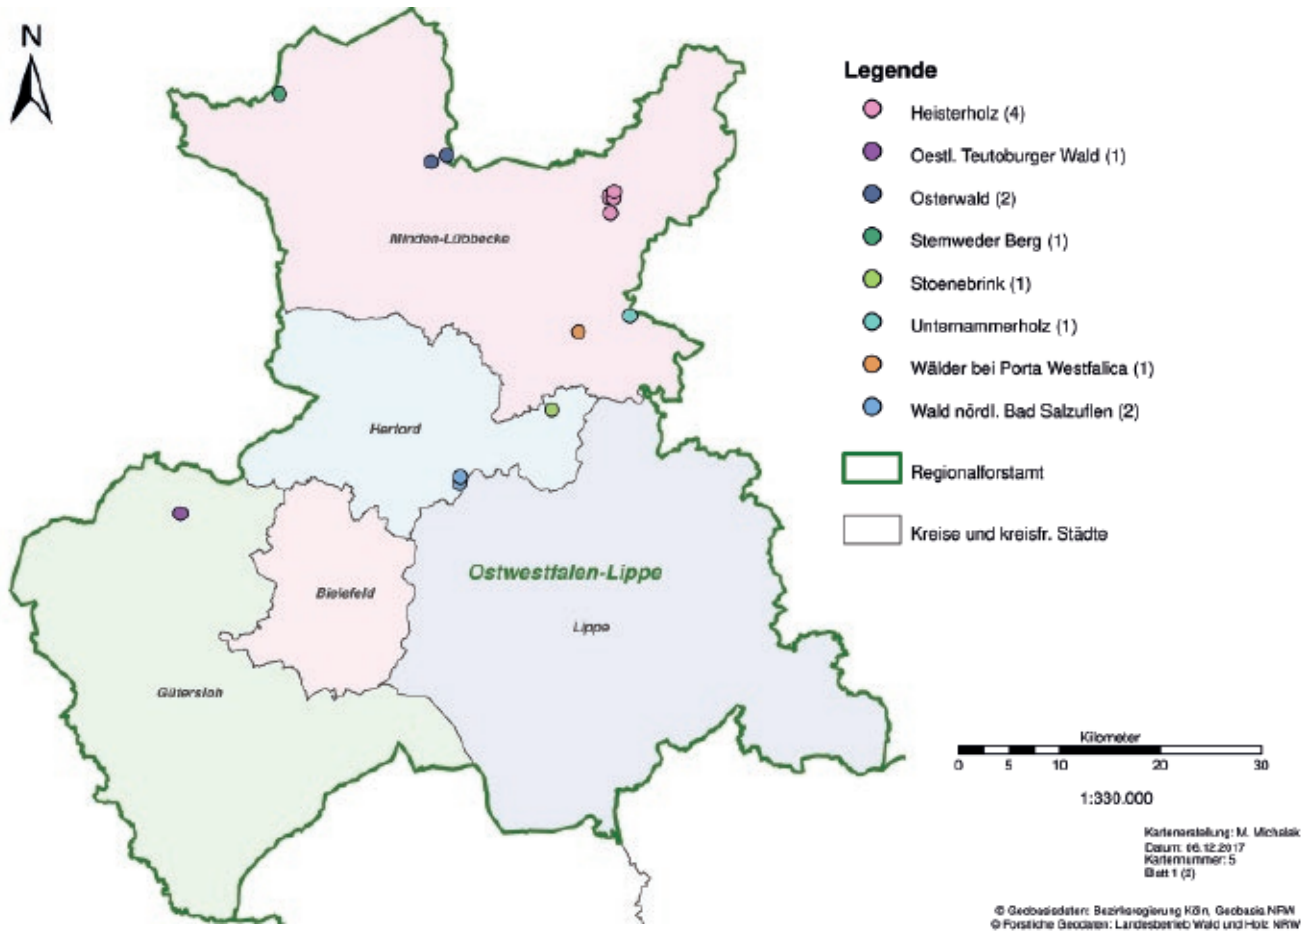 N
Minden-Lübbecke
Herford
Bielefeld
Ostwestfalen-Lippe
Lippe
Gütersloh
Legende
Heisterholz (4)
Oestl. Teutoburger Wald (1)
Osterwald (2)
Stemweder Berg (1)
Stoenebrink (1)
Unternammerholz (1)
Wälder bei Porta Westfalica (1)
Wald nördl. Bad Salzuflen (2)
Regionalforstamt
Kreise und kreisfr. Städte
Kilometer
0 5 10 20 30
1:330.000
Kartenerstellung: M. Michalak
Datum: 06.12.2017
Kartennummer: 5
Blatt 1 (2)
© Geobasisdaten: Bezirksregierung Köln, Geobasis NRW
© Forstliche Geodaten: Landesbetrieb Wald und Holz NRW